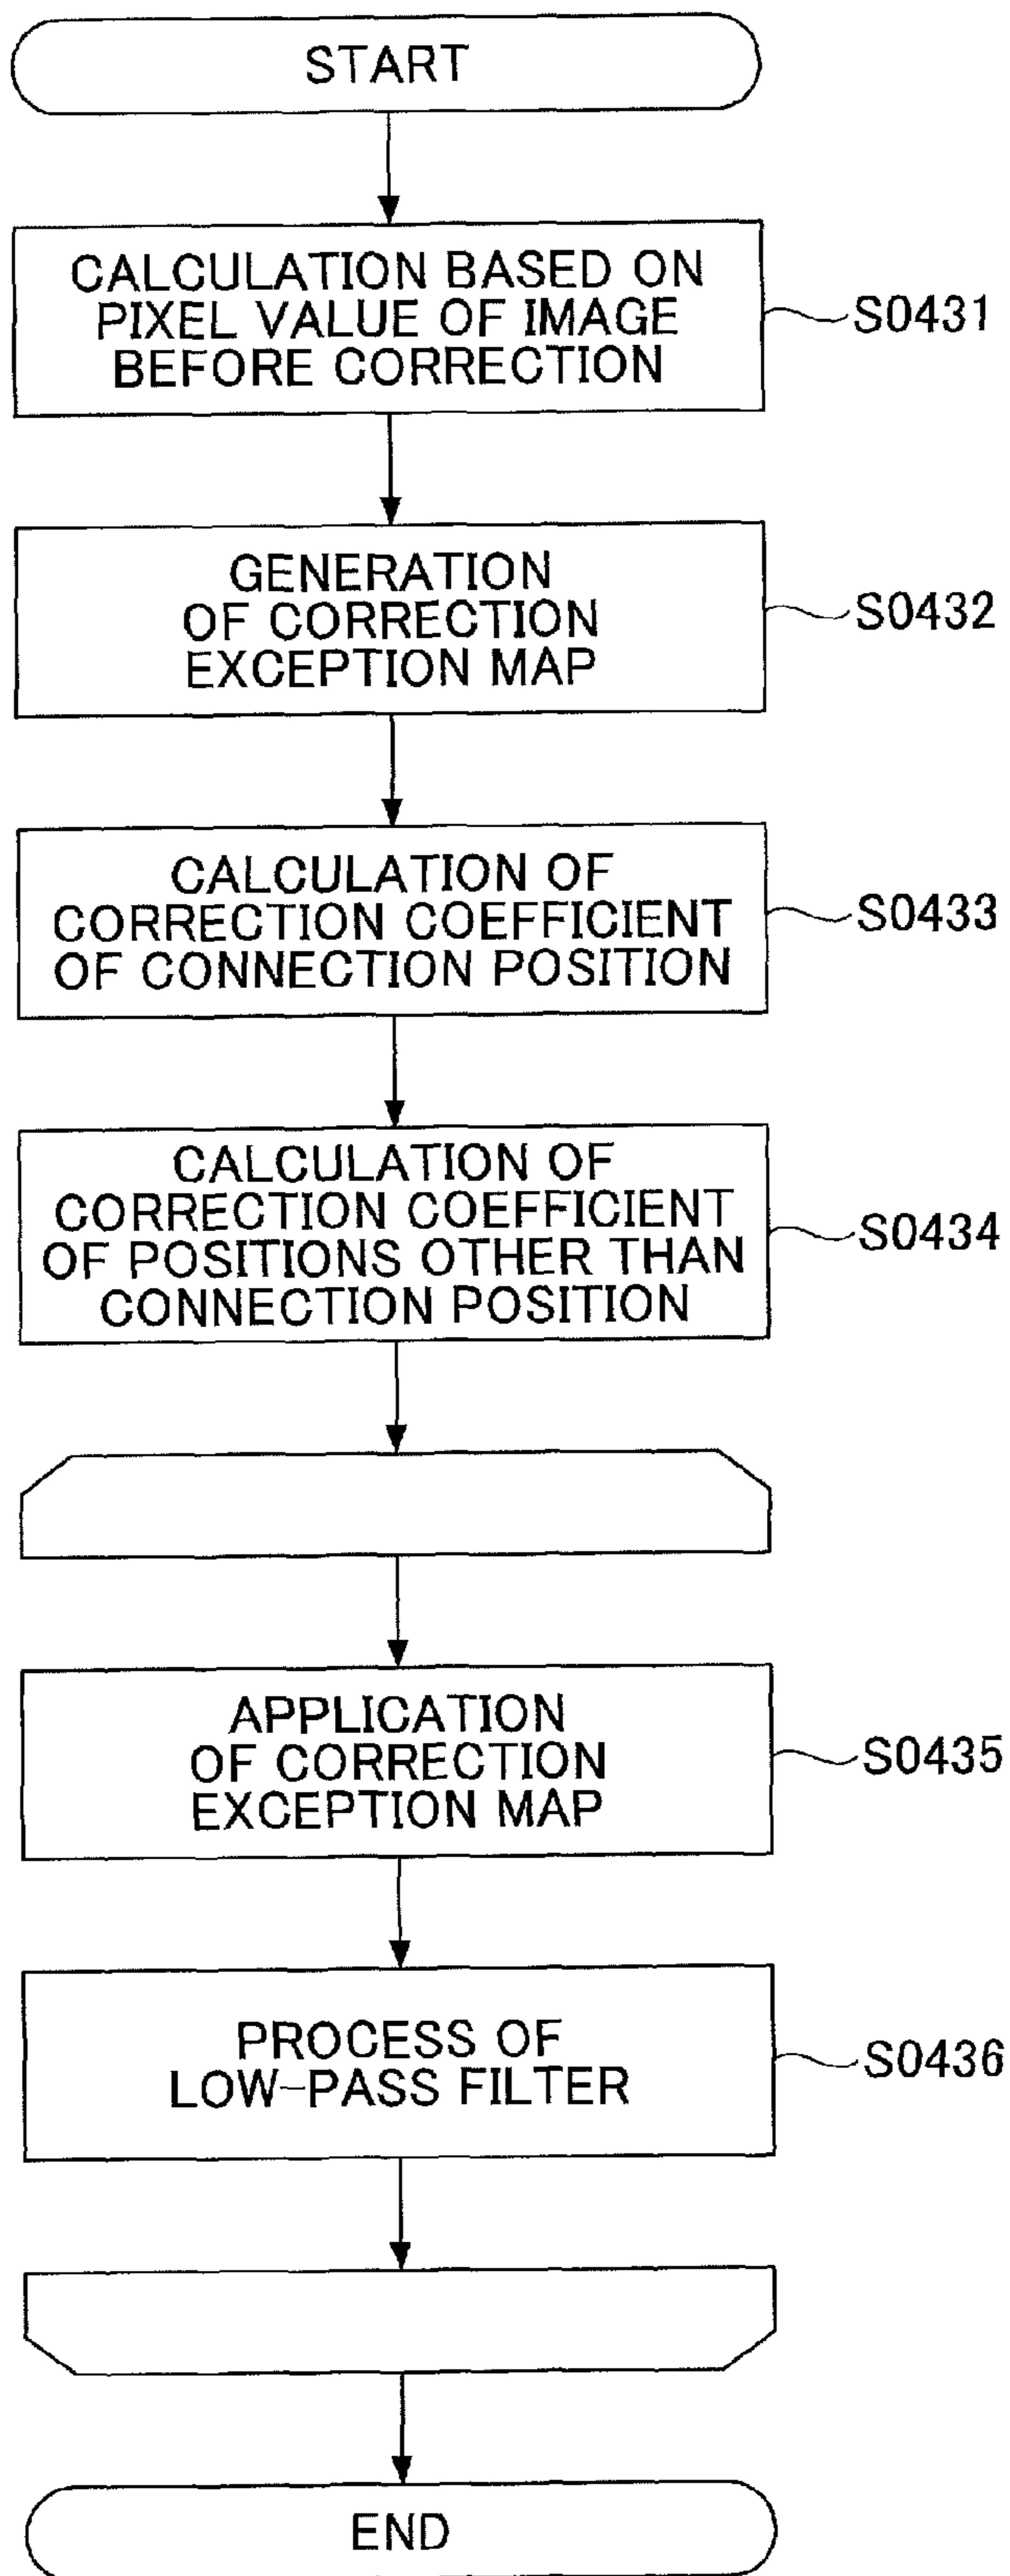 START
CALCULATION BASED ON
PIXEL VALUE OF IMAGE
BEFORE CORRECTION
S0431
GENERATION
OF CORRECTION
EXCEPTION MAP
S0432
CALCULATION OF
CORRECTION COEFFICIENT
OF CONNECTION POSITION
S0433
CALCULATION OF
CORRECTION COEFFICIENT
OF POSITIONS OTHER THAN
CONNECTION POSITION
S0434
APPLICATION
OF CORRECTION
EXCEPTION MAP
S0435
PROCESS OF
LOW-PASS FILTER
S0436
END